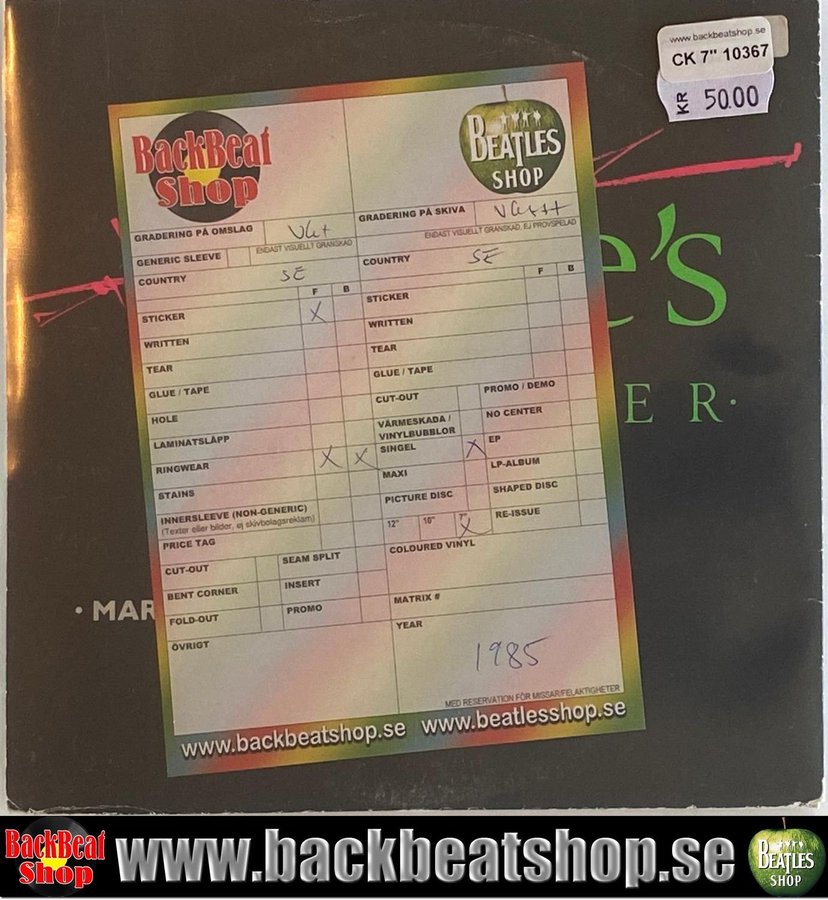 www.backbeatshop.se
CK 7" 10367
KR 50.00
e's
E R·
· MAR
BackBeat
Shop
BEATLES
SHOP
GRADERING PÅ OMSLAG VG+
ENDAST VISUELLT GRANSKAD
GENERIC SLEEVE
COUNTRY SE
F B
STICKER X
WRITTEN
TEAR
GLUE / TAPE
HOLE
LAMINATSLÄPP
RINGWEAR X X
STAINS
INNERSLEEVE (NON-GENERIC)
(Texter eller bilder, ej skivbolagsreklam)
PRICE TAG
CUT-OUT SEAM SPLIT
BENT CORNER INSERT
FOLD-OUT PROMO
ÖVRIGT
GRADERING PÅ SKIVA
ENDAST VISUELLT GRANSKAD, EJ PROVSPELAD
COUNTRY SE
F B
STICKER
WRITTEN
TEAR
GLUE / TAPE
CUT-OUT PROMO / DEMO
VÄRMESKADA /
VINYLBUBBLOR NO CENTER
SINGEL X EP
MAXI LP-ALBUM
PICTURE DISC SHAPED DISC
12" 10" 7" X RE-ISSUE
COLOURED VINYL
MATRIX #
YEAR
1985
MED RESERVATION FÖR MISSAR/FELAKTIGHETER
www.backbeatshop.se www.beatlesshop.se
BackBeat
Shop
www.backbeatshop.se
BEATLES
SHOP